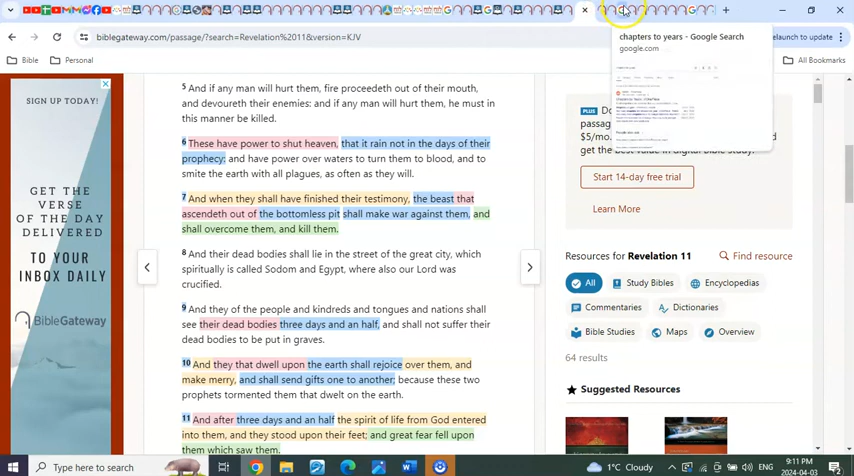 biblegateway.com/passage/?search=Revelation%2011&version=KJV
Relaunch to update
Bible
Personal
All Bookmarks
chapters to years - Google Search
google.com
SIGN UP TODAY!
GET THE
VERSE
OF THE DAY
DELIVERED
TO YOUR
INBOX DAILY
BIBLEGATEWAY
5 And if any man will hurt them, fire proceedeth out of their mouth,
and devoureth their enemies: and if any man will hurt them, he must in
this manner be killed.
6 These have power to shut heaven, that it rain not in the days of their
prophecy: and have power over waters to turn them to blood, and to
smite the earth with all plagues, as often as they will.
7 And when they shall have finished their testimony, the beast that
ascendeth out of the bottomless pit shall make war against them, and
shall overcome them, and kill them.
8 And their dead bodies shall lie in the street of the great city, which
spiritually is called Sodom and Egypt, where also our Lord was
crucified.
9 And they of the people and kindreds and tongues and nations shall
see their dead bodies three days and an half, and shall not suffer their
dead bodies to be put in graves.
10 And they that dwell upon the earth shall rejoice over them, and
make merry, and shall send gifts one to another; because these two
prophets tormented them that dwelt on the earth.
11 And after three days and an half the spirit of life from God entered
into them, and they stood upon their feet; and great fear fell upon
them which saw them.
PLUS
Do
passag
$5/mo
get the best value in digital Bible study.
Start 14-day free trial
Learn More
Resources for Revelation 11
Find resource
All
Study Bibles
Encyclopedias
Commentaries
Dictionaries
Bible Studies
Maps
Overview
64 results
Suggested Resources
Type here to search
1°C Cloudy
ENG
9:11 PM
2024-04-03